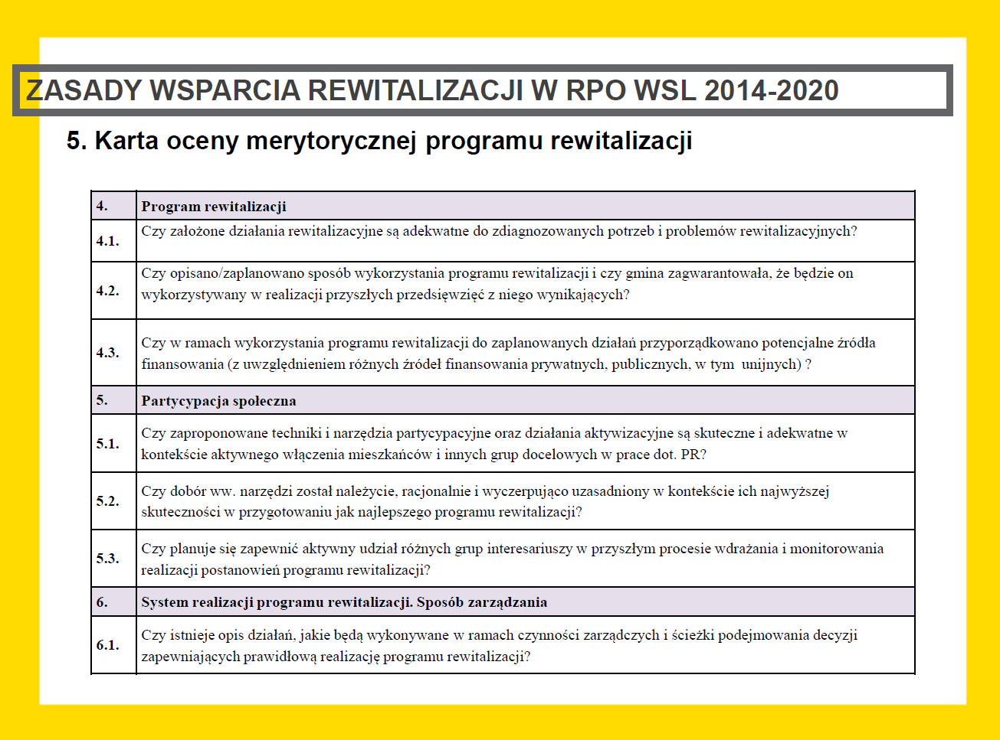 ZASADY WSPARCIA REWITALIZACJI W RPO WSL 2014-2020
5. Karta oceny merytorycznej programu rewitalizacji
4. Program rewitalizacji
4.1. Czy założone działania rewitalizacyjne są adekwatne do zdiagnozowanych potrzeb i problemów rewitalizacyjnych?
4.2. Czy opisano/zaplanowano sposób wykorzystania programu rewitalizacji i czy gmina zagwarantowała, że będzie on
wykorzystywany w realizacji przyszłych przedsięwzięć z niego wynikających?
4.3. Czy w ramach wykorzystania programu rewitalizacji do zaplanowanych działań przyporządkowano potencjalne źródła
finansowania (z uwzględnieniem różnych źródeł finansowania prywatnych, publicznych, w tym  unijnych) ?
5. Partycypacja społeczna
5.1. Czy zaproponowane techniki i narzędzia partycypacyjne oraz działania aktywizacyjne są skuteczne i adekwatne w
kontekście aktywnego włączenia mieszkańców i innych grup docelowych w prace dot. PR?
5.2. Czy dobór ww. narzędzi został należycie, racjonalnie i wyczerpująco uzasadniony w kontekście ich najwyższej
skuteczności w przygotowaniu jak najlepszego programu rewitalizacji?
5.3. Czy planuje się zapewnić aktywny udział różnych grup interesariuszy w przyszłym procesie wdrażania i monitorowania
realizacji postanowień programu rewitalizacji?
6. System realizacji programu rewitalizacji. Sposób zarządzania
6.1. Czy istnieje opis działań, jakie będą wykonywane w ramach czynności zarządczych i ścieżki podejmowania decyzji
zapewniających prawidłową realizację programu rewitalizacji?